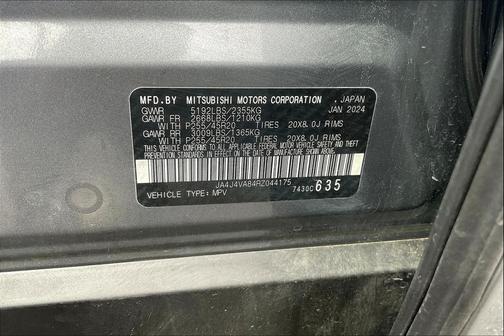 MFD.BY MITSUBISHI MOTORS CORPORATION , JAPAN
GVWR 5192LBS/2355KG JAN 2024
GAWR FR 2668LBS/1210KG
WITH P255/45R20 TIRES 20X8.0J RIMS
GAWR RR 3009LBS/1365KG
WITH P255/45R20 TIRES 20X8.0J RIMS
THIS VEHICLE CONFORMS TO ALL APPLICABLE FEDERAL MOTOR VEHICLE SAFETY
AND THEFT PREVENTION STANDARDS IN EFFECT ON THE DATE OF MANUFACTURE
SHOWN ABOVE.
JA4J4VA84RZ044175
VEHICLE TYPE: MPV 7430C 635